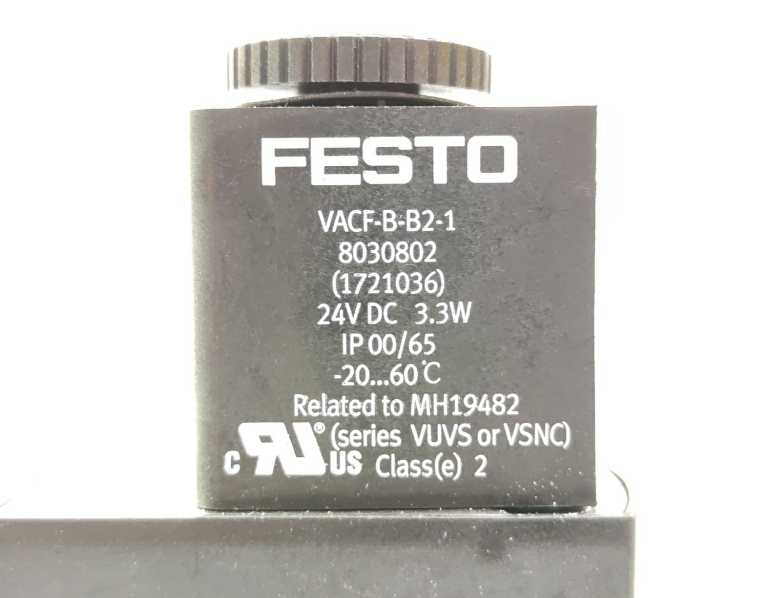 FESTO
VACF-B-B2-1
8030802
(1721036)
24V DC 3.3W
IP 00/65
-20...60℃
Related to MH19482
c RU ® US (series VUVS or VSNC)
Class(e) 2